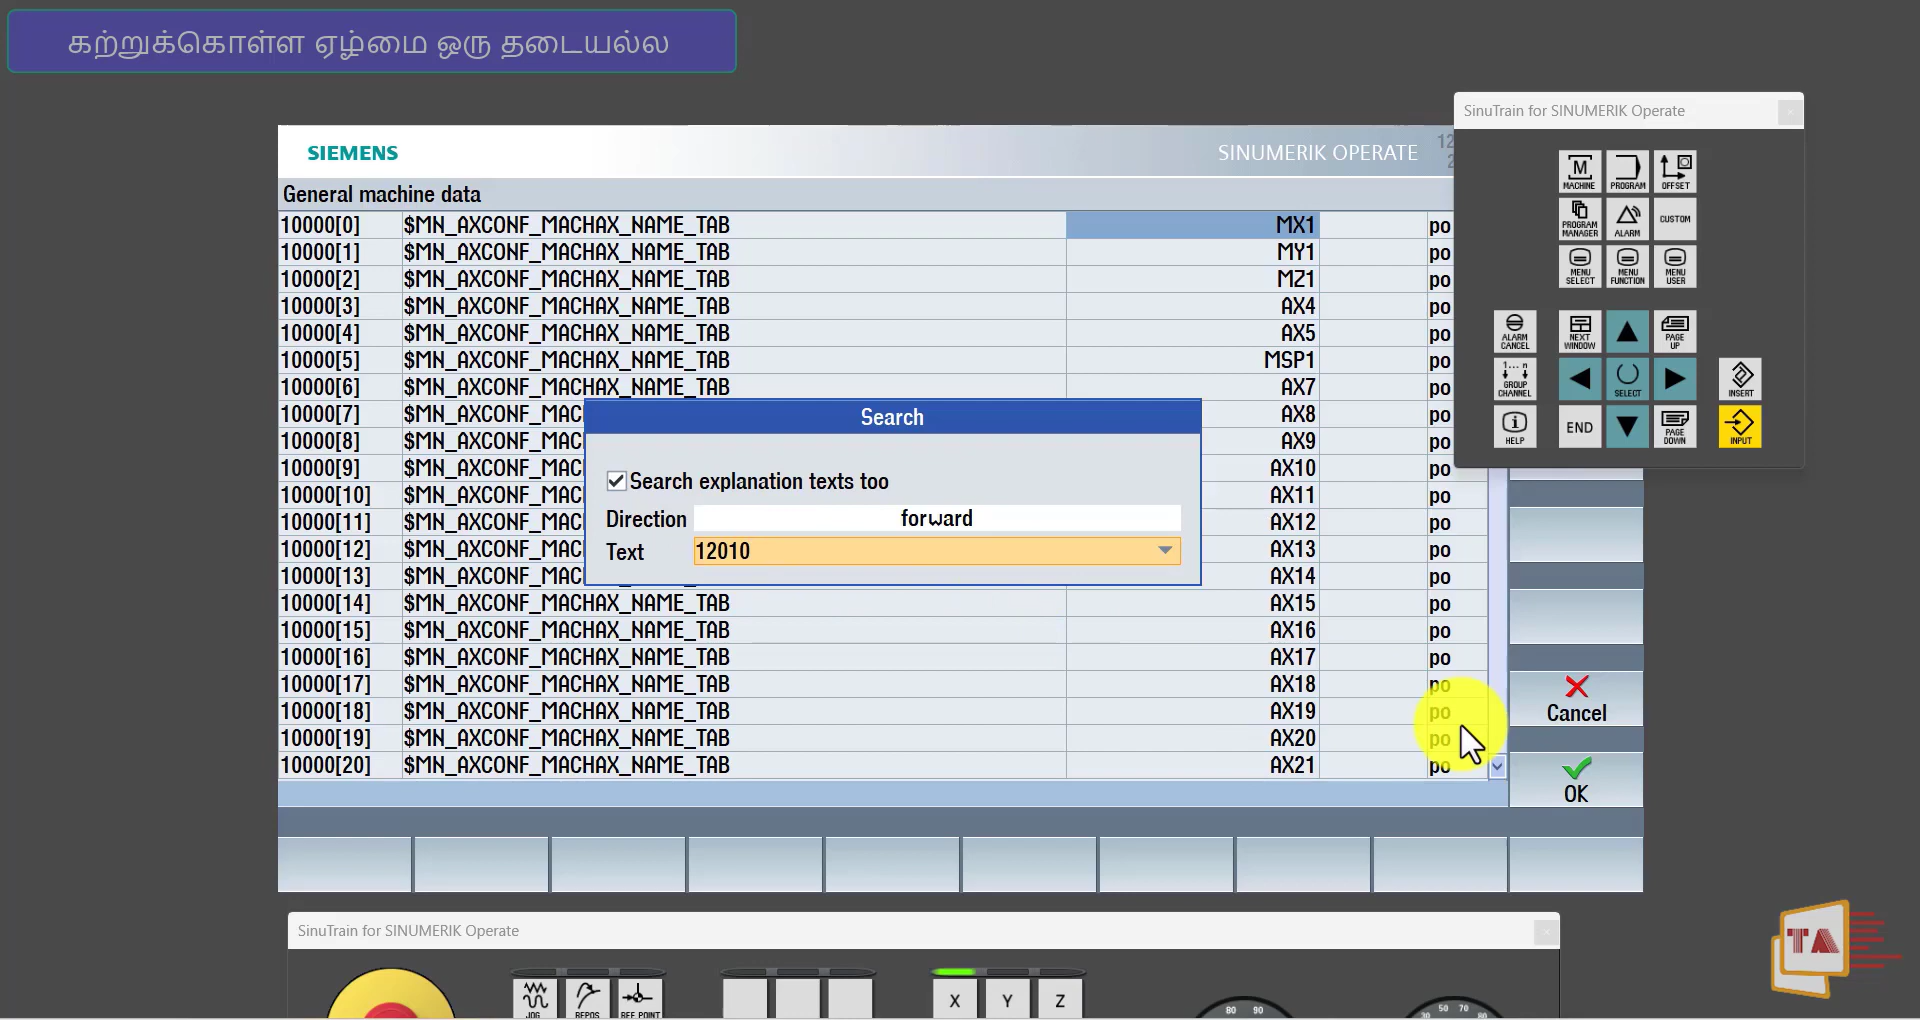 கற்றுக்கொள்ள ஏழ்மை ஒரு தடையல்ல
SinuTrain for SINUMERIK Operate
SIEMENS
SINUMERIK OPERATE
General machine data
10000[0] $MN_AXCONF_MACHAX_NAME_TAB MX1 po
10000[1] $MN_AXCONF_MACHAX_NAME_TAB MY1 po
10000[2] $MN_AXCONF_MACHAX_NAME_TAB MZ1 po
10000[3] $MN_AXCONF_MACHAX_NAME_TAB AX4 po
10000[4] $MN_AXCONF_MACHAX_NAME_TAB AX5 po
10000[5] $MN_AXCONF_MACHAX_NAME_TAB MSP1 po
10000[6] $MN_AXCONF_MACHAX_NAME_TAB AX7 po
10000[7] $MN_AXCONF_MAC AX8 po
10000[8] $MN_AXCONF_MAC AX9 po
10000[9] $MN_AXCONF_MAC AX10 po
10000[10] $MN_AXCONF_MAC AX11 po
10000[11] $MN_AXCONF_MAC AX12 po
10000[12] $MN_AXCONF_MAC AX13 po
10000[13] $MN_AXCONF_MAC AX14 po
10000[14] $MN_AXCONF_MACHAX_NAME_TAB AX15 po
10000[15] $MN_AXCONF_MACHAX_NAME_TAB AX16 po
10000[16] $MN_AXCONF_MACHAX_NAME_TAB AX17 po
10000[17] $MN_AXCONF_MACHAX_NAME_TAB AX18 po
10000[18] $MN_AXCONF_MACHAX_NAME_TAB AX19 po
10000[19] $MN_AXCONF_MACHAX_NAME_TAB AX20 po
10000[20] $MN_AXCONF_MACHAX_NAME_TAB AX21 po
Search
Search explanation texts too
Direction forward
Text 12010
M MACHINE
PROGRAM
OFFSET
PROGRAM MANAGER
ALARM
CUSTOM
MENU SELECT
MENU FUNCTION
MENU USER
ALARM CANCEL
NEXT WINDOW
PAGE UP
1... n GROUP CHANNEL
SELECT
INSERT
HELP
END
PAGE DOWN
INPUT
Cancel
OK
SinuTrain for SINUMERIK Operate
JOG
REPOS
REF POINT
X
Y
Z
80 90
50 70
TA